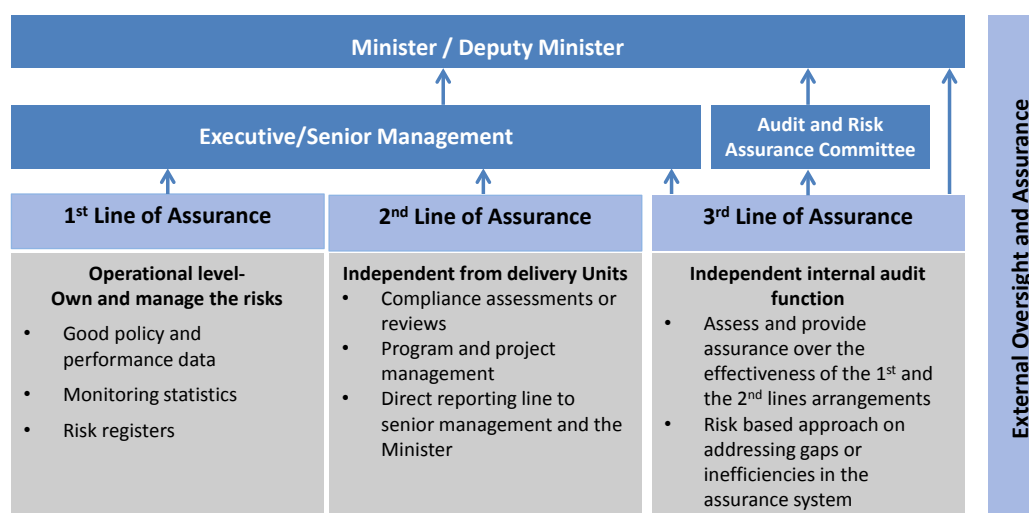 Minister / Deputy Minister
Executive/Senior Management
Audit and Risk
Assurance Committee
1st Line of Assurance
2nd Line of Assurance
3rd Line of Assurance
Operational level-
Own and manage the risks
• Good policy and
performance data
• Monitoring statistics
• Risk registers
Independent from delivery Units
• Compliance assessments or
reviews
• Program and project
management
• Direct reporting line to
senior management and the
Minister
Independent internal audit
function
• Assess and provide
assurance over the
effectiveness of the 1st and
the 2nd lines arrangements
• Risk based approach on
addressing gaps or
inefficiencies in the
assurance system
External Oversight and Assurance